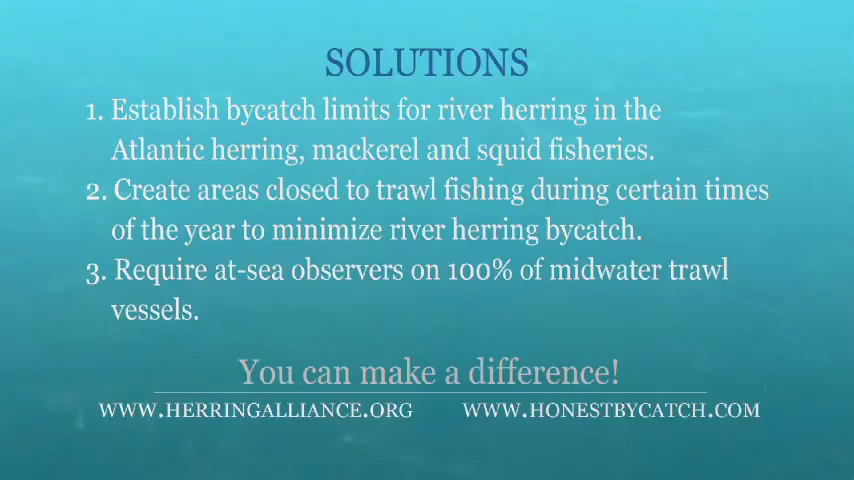 SOLUTIONS
1. Establish bycatch limits for river herring in the
Atlantic herring, mackerel and squid fisheries.
2. Create areas closed to trawl fishing during certain times
of the year to minimize river herring bycatch.
3. Require at-sea observers on 100% of midwater trawl
vessels.
You can make a difference!
WWW.HERRINGALLIANCE.ORG WWW.HONESTBYCATCH.COM